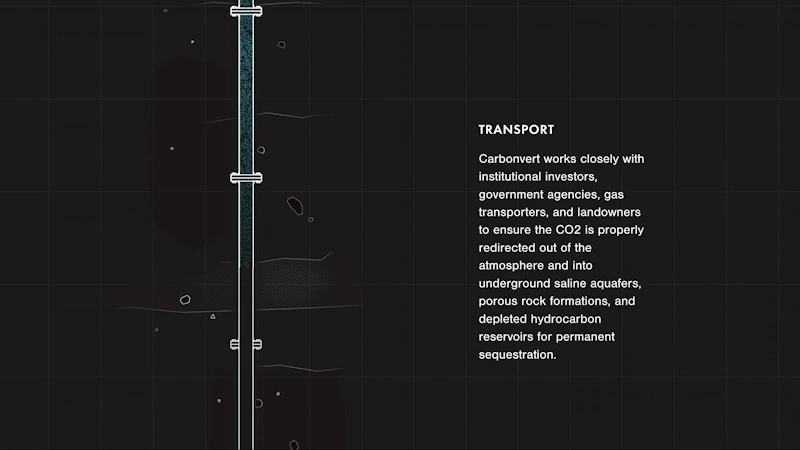 TRANSPORT
Carbonvert works closely with
institutional investors,
government agencies, gas
transporters, and landowners
to ensure the CO2 is properly
redirected out of the
atmosphere and into
underground saline aquafers,
porous rock formations, and
depleted hydrocarbon
reservoirs for permanent
sequestration.